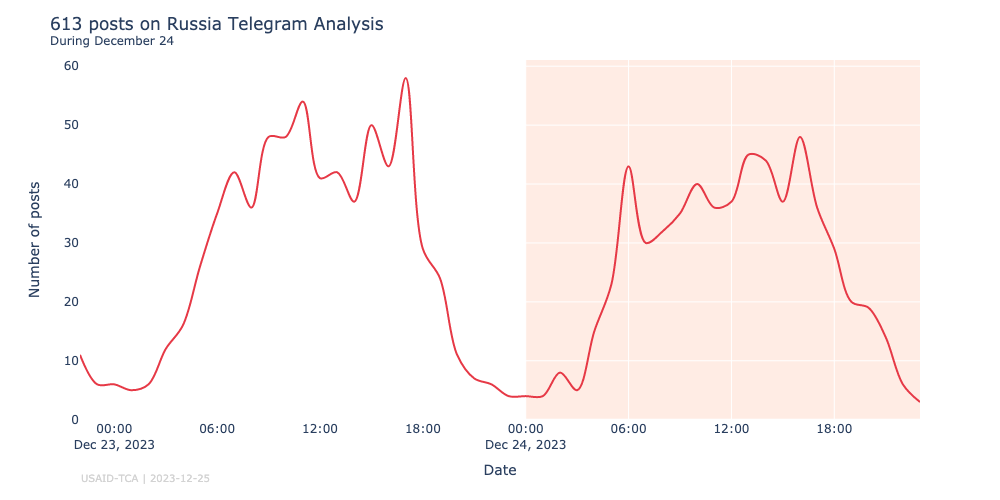 613 posts on Russia Telegram Analysis
During December 24
60
50
40
30
20
10
0
Number of posts
00:00 06:00 12:00 18:00 00:00 06:00 12:00 18:00
Dec 23, 2023 Dec 24, 2023
Date
USAID-TCA | 2023-12-25